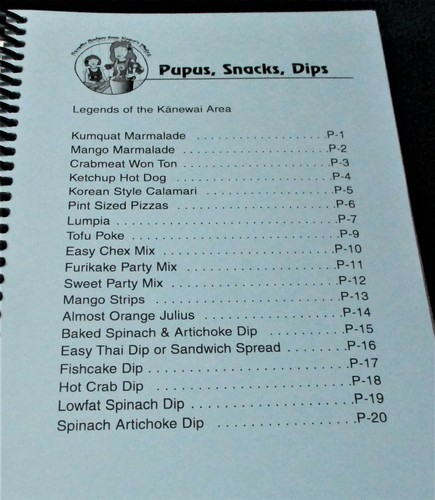 Pupus, Snacks, Dips
Legends of the Kānewai Area
Kumquat Marmalade . . . . . . . . . . . . . . . . . . .P-1
Mango Marmalade . . . . . . . . . . . . . . . . . . . .P-2
Crabmeat Won Ton . . . . . . . . . . . . . . . . . . . .P-3
Ketchup Hot Dog . . . . . . . . . . . . . . . . . . . . .P-4
Korean Style Calamari . . . . . . . . . . . . . . . . .P-5
Pint Sized Pizzas . . . . . . . . . . . . . . . . . . . . .P-6
Lumpia . . . . . . . . . . . . . . . . . . . . . . . . . . . .P-7
Tofu Poke . . . . . . . . . . . . . . . . . . . . . . . . . .P-9
Easy Chex Mix . . . . . . . . . . . . . . . . . . . . . .P-10
Furikake Party Mix . . . . . . . . . . . . . . . . . . .P-11
Sweet Party Mix . . . . . . . . . . . . . . . . . . . . .P-12
Mango Strips . . . . . . . . . . . . . . . . . . . . . . .P-13
Almost Orange Julius . . . . . . . . . . . . . . . . .P-14
Baked Spinach & Artichoke Dip . . . . . . . . . .P-15
Easy Thai Dip or Sandwich Spread . . . . . . . .P-16
Fishcake Dip . . . . . . . . . . . . . . . . . . . . . . .P-17
Hot Crab Dip . . . . . . . . . . . . . . . . . . . . . . .P-18
Lowfat Spinach Dip . . . . . . . . . . . . . . . . . . .P-19
Spinach Artichoke Dip . . . . . . . . . . . . . . . .P-20